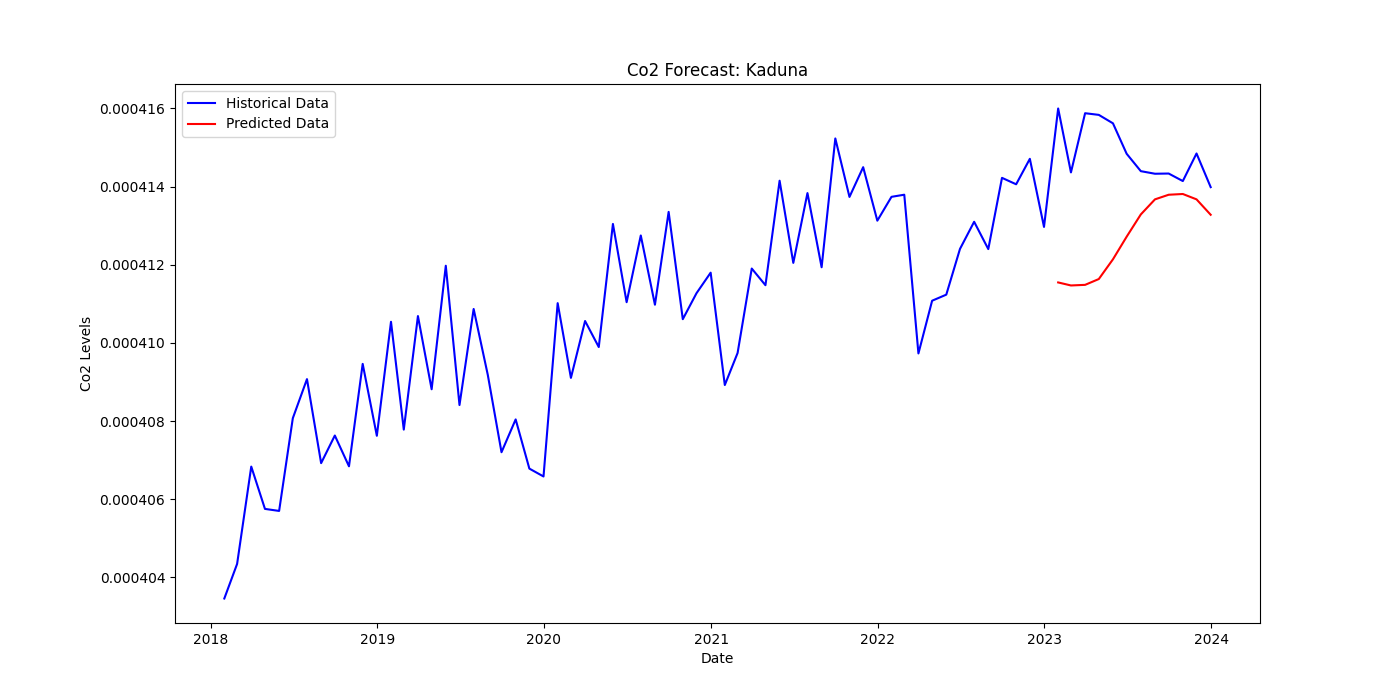 Co2 Forecast: Kaduna
Historical Data
Predicted Data
0.000416
0.000414
0.000412
0.000410
0.000408
0.000406
0.000404
Co2 Levels
2018 2019 2020 2021 2022 2023 2024
Date